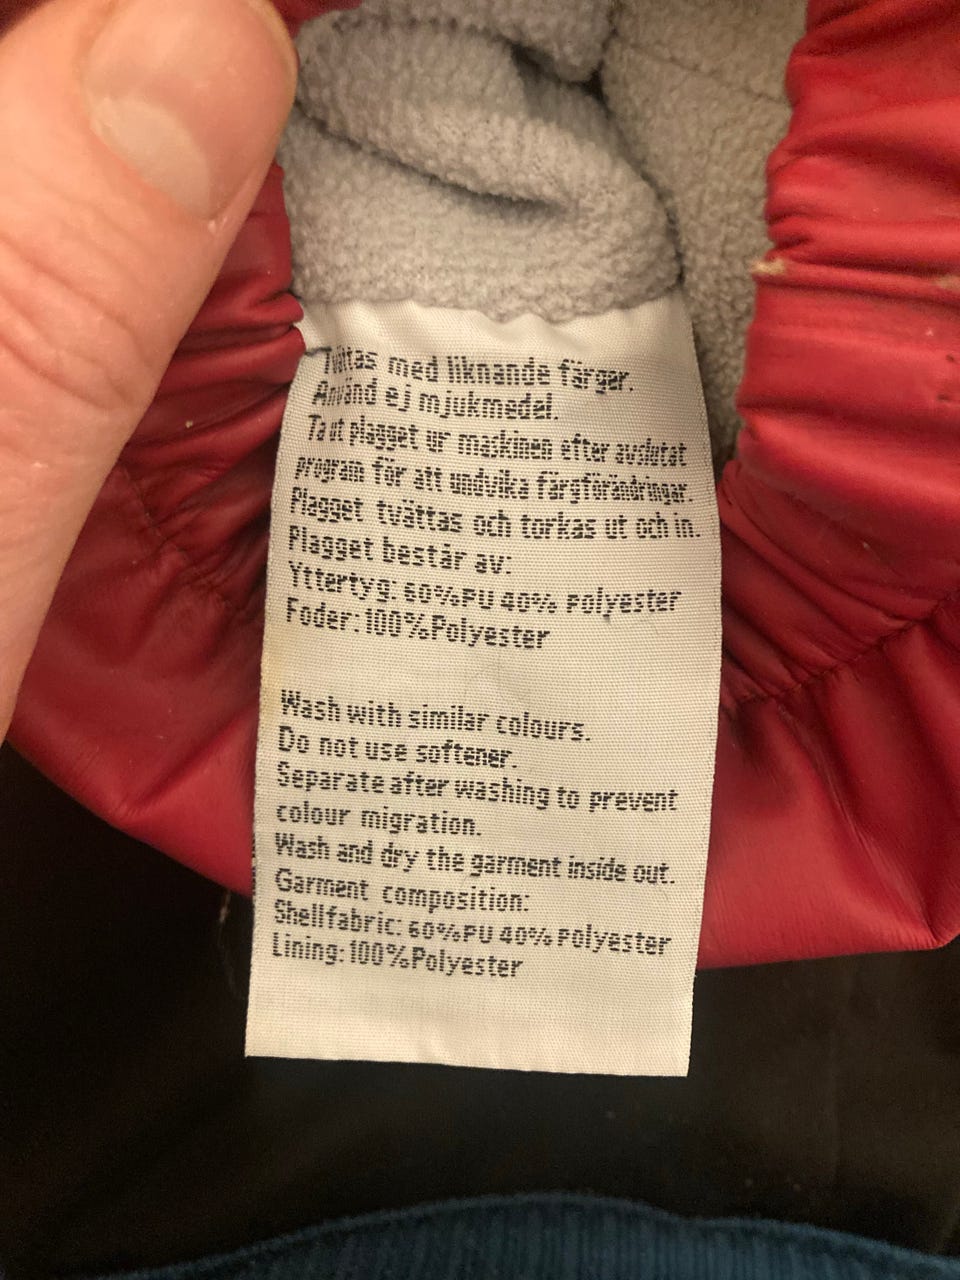 Tvättas med liknande färger.
Använd ej mjukmedel.
Ta ut plagget ur maskinen efter avslutat
program för att undvika färgförändringar.
Plagget tvättas och torkas ut och in.
Plagget består av:
Yttertyg: 60%PU 40% Polyester
Foder:100%Polyester
Wash with similar colours.
Do not use softener.
Separate after washing to prevent
colour migration.
Wash and dry the garment inside out.
Garment composition:
Shellfabric: 60%PU 40% Polyester
Lining:100%Polyester